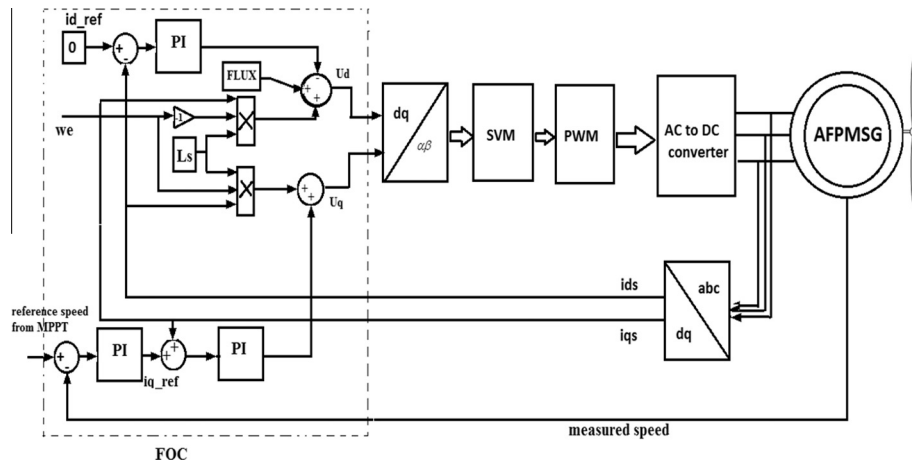 id_ref
0
+
-
PI
FLUX
-
+
+
Ud
we
-1
X
Ls
X
+
+
Uq
dq
αβ
SVM
PWM
AC to DC
converter
AFPMSG
ids
iqs
abc
dq
reference speed
from MPPT
+
-
PI
+
+
iq_ref
PI
measured speed
FOC